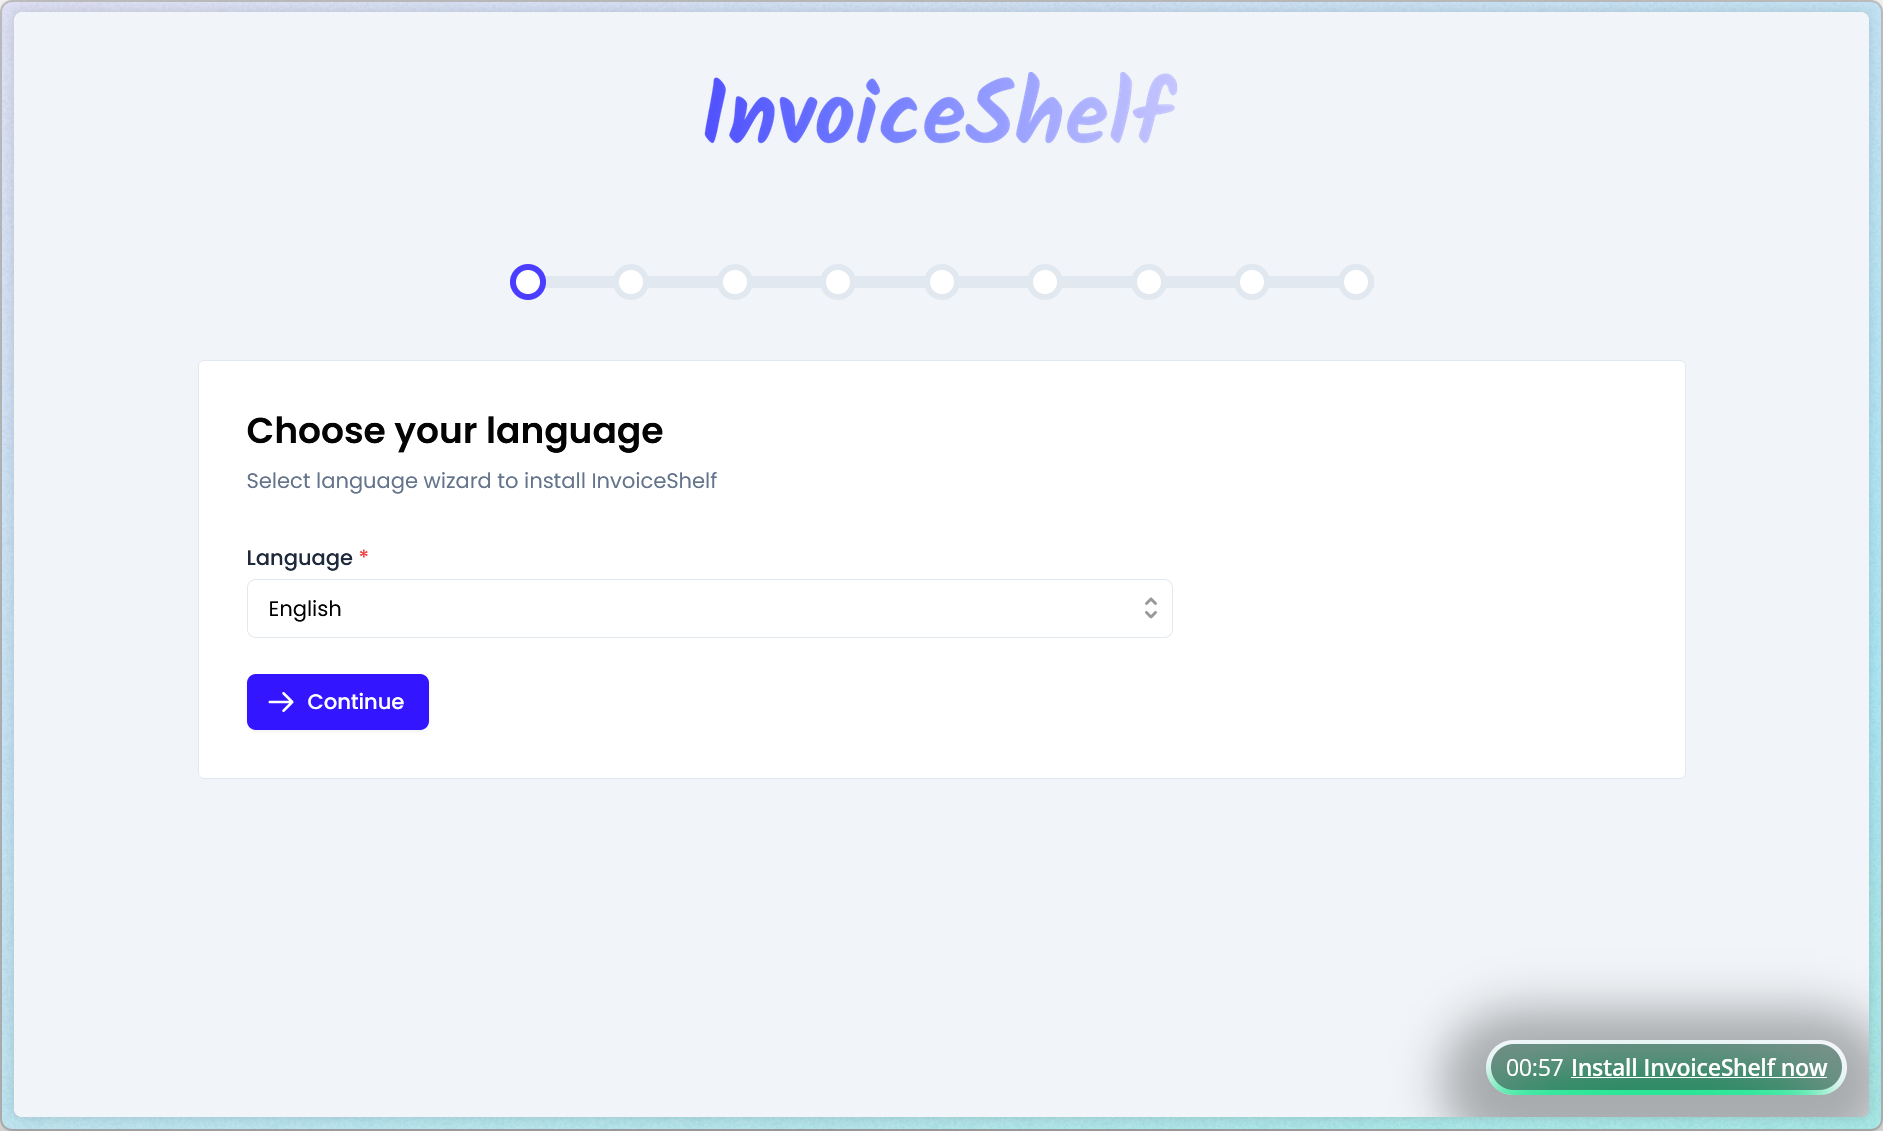 InvoiceShelf
Choose your language
Select language wizard to install InvoiceShelf
Language *
English
Continue
00:57 Install InvoiceShelf now